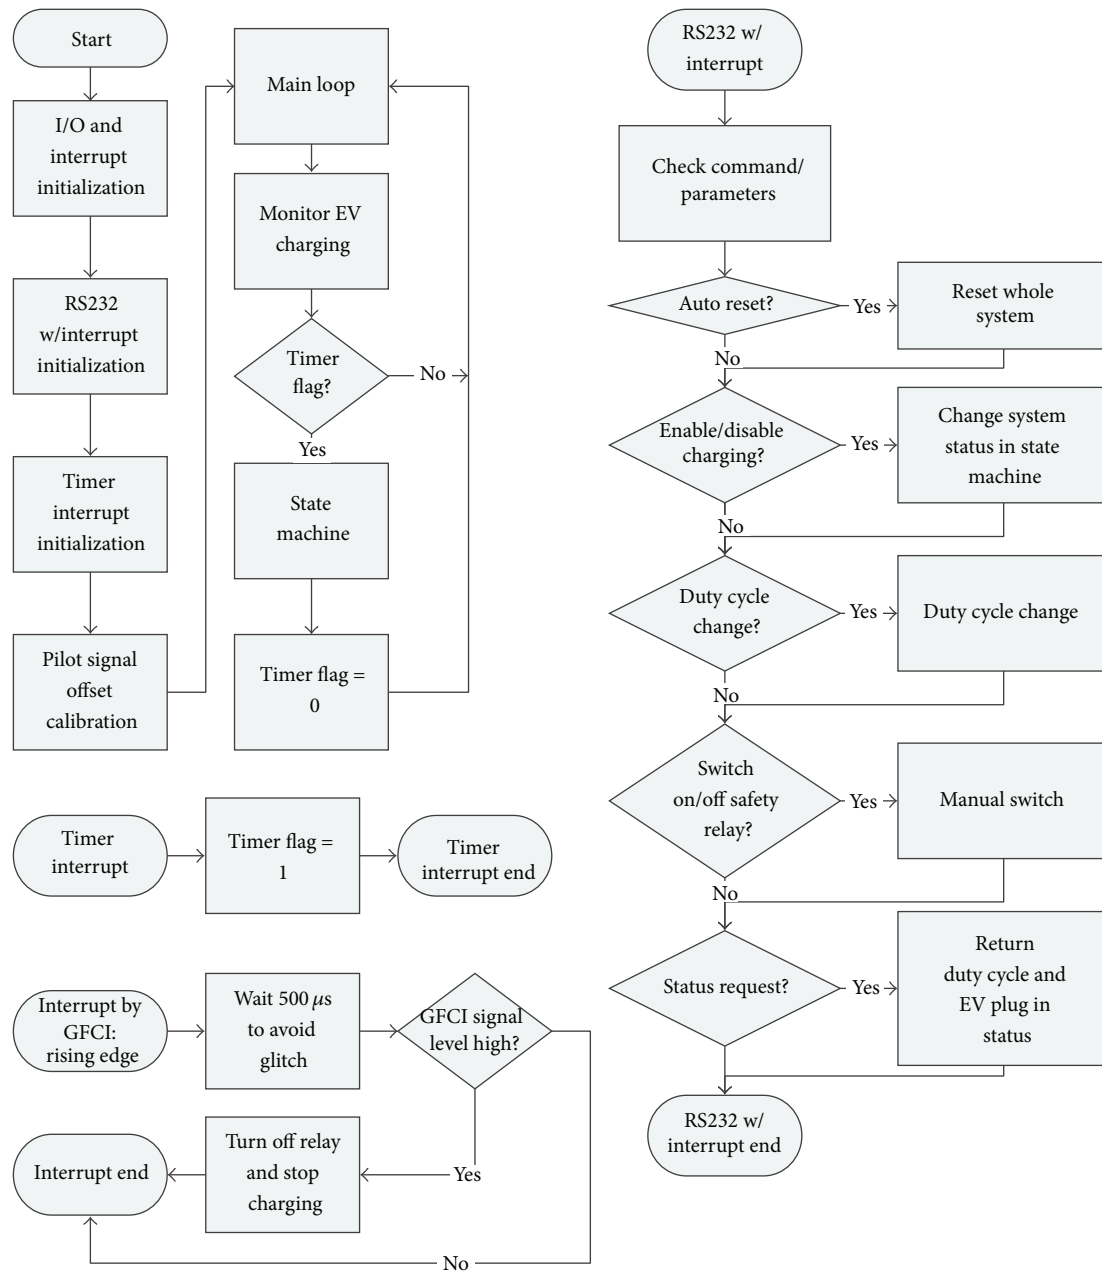 Start
I/O and
interrupt
initialization
RS232
w/interrupt
initialization
Timer
interrupt
initialization
Pilot signal
offset
calibration
Main loop
Monitor EV
charging
Timer
flag?
No
Yes
State
machine
Timer flag =
0
Timer
interrupt
Timer flag =
1
Timer
interrupt end
Interrupt by
GFCI:
rising edge
Wait 500 μs
to avoid
glitch
GFCI signal
level high?
Yes
Turn off relay
and stop
charging
Interrupt end
No
RS232 w/
interrupt
Check command/
parameters
Auto reset?
Yes
Reset whole
system
No
Enable/disable
charging?
Yes
Change system
status in state
machine
No
Duty cycle
change?
Yes
Duty cycle change
No
Switch
on/off safety
relay?
Yes
Manual switch
No
Status request?
Yes
Return
duty cycle and
EV plug in
status
RS232 w/
interrupt end